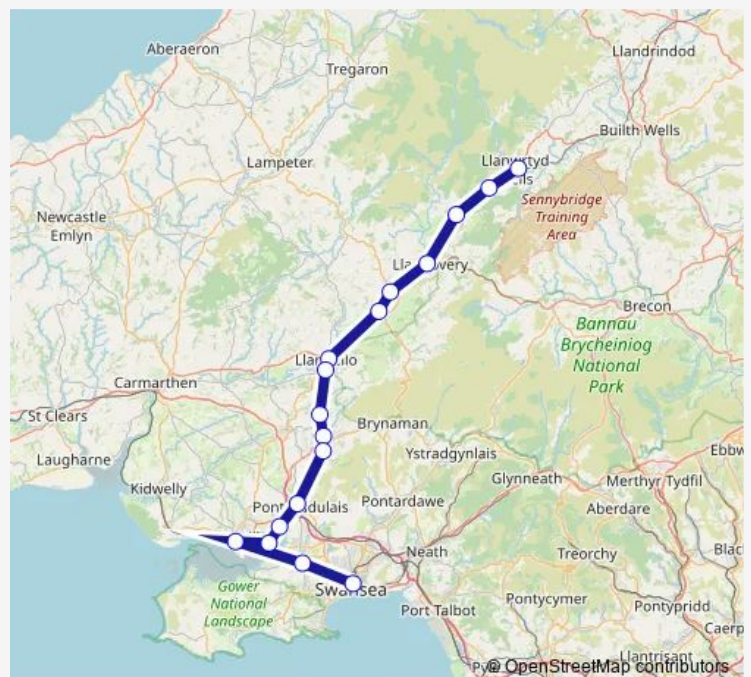 Aberaeron
Tregaron
Llandrindod
Builth Wells
Lampeter
Newcastle
Emlyn
Sennybridge
Training
Area
Brecon
Bannau
Brycheiniog
National
Park
Carmarthen
St Clears
Laugharne
Brynaman
Ystradgynlais
Glynneath
Merthyr Tydfil
Ebbw
Kidwelly
Pontardawe
Aberdare
Neath
Treorchy
Gower
National
Landscape
Swansea
Port Talbot
Pontycymer
Pontypridd
Caerp
Llantrisant
© OpenStreetMap contributors